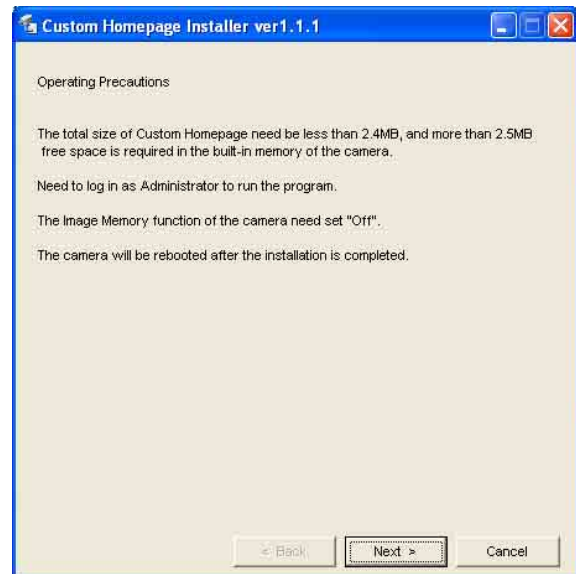 Custom Homepage Installer ver1.1.1
Operating Precautions
The total size of Custom Homepage need be less than 2.4MB, and more than 2.5MB
free space is required in the built-in memory of the camera.
Need to log in as Administrator to run the program.
The Image Memory function of the camera need set "Off".
The camera will be rebooted after the installation is completed.
< Back
Next >
Cancel